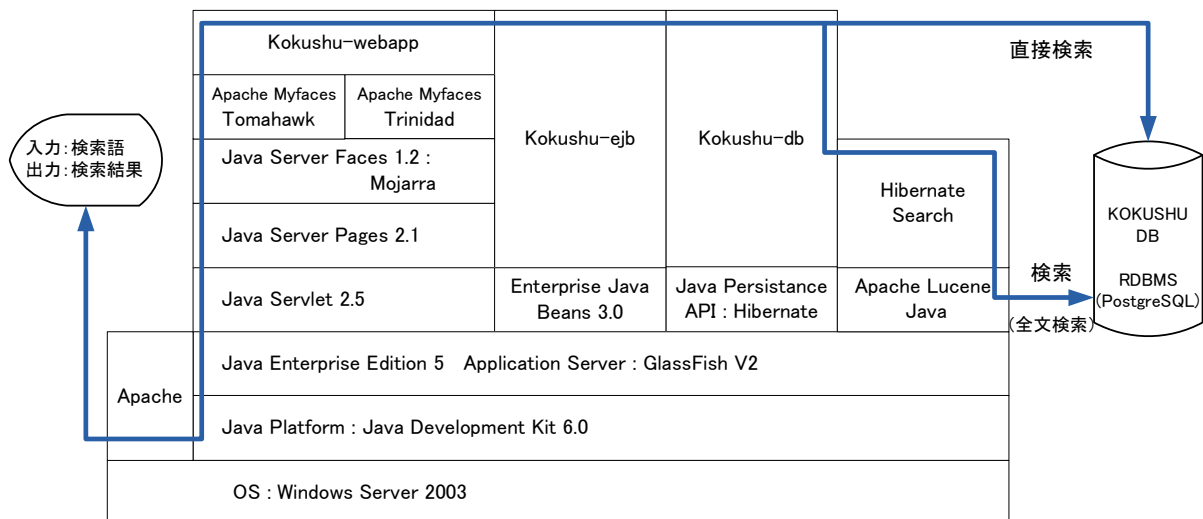 Kokushu-webapp
Apache Myfaces
Tomahawk
Apache Myfaces
Trinidad
Java Server Faces 1.2 :
Mojarra
Java Server Pages 2.1
Java Servlet 2.5
Kokushu-ejb
Enterprise Java
Beans 3.0
Kokushu-db
Java Persistance
API : Hibernate
Hibernate
Search
Apache Lucene
Java
入力:検索語
出力:検索結果
直接検索
KOKUSHU
DB
RDBMS
(PostgreSQL)
検索
(全文検索)
Apache
Java Enterprise Edition 5 Application Server : GlassFish V2
Java Platform : Java Development Kit 6.0
OS : Windows Server 2003